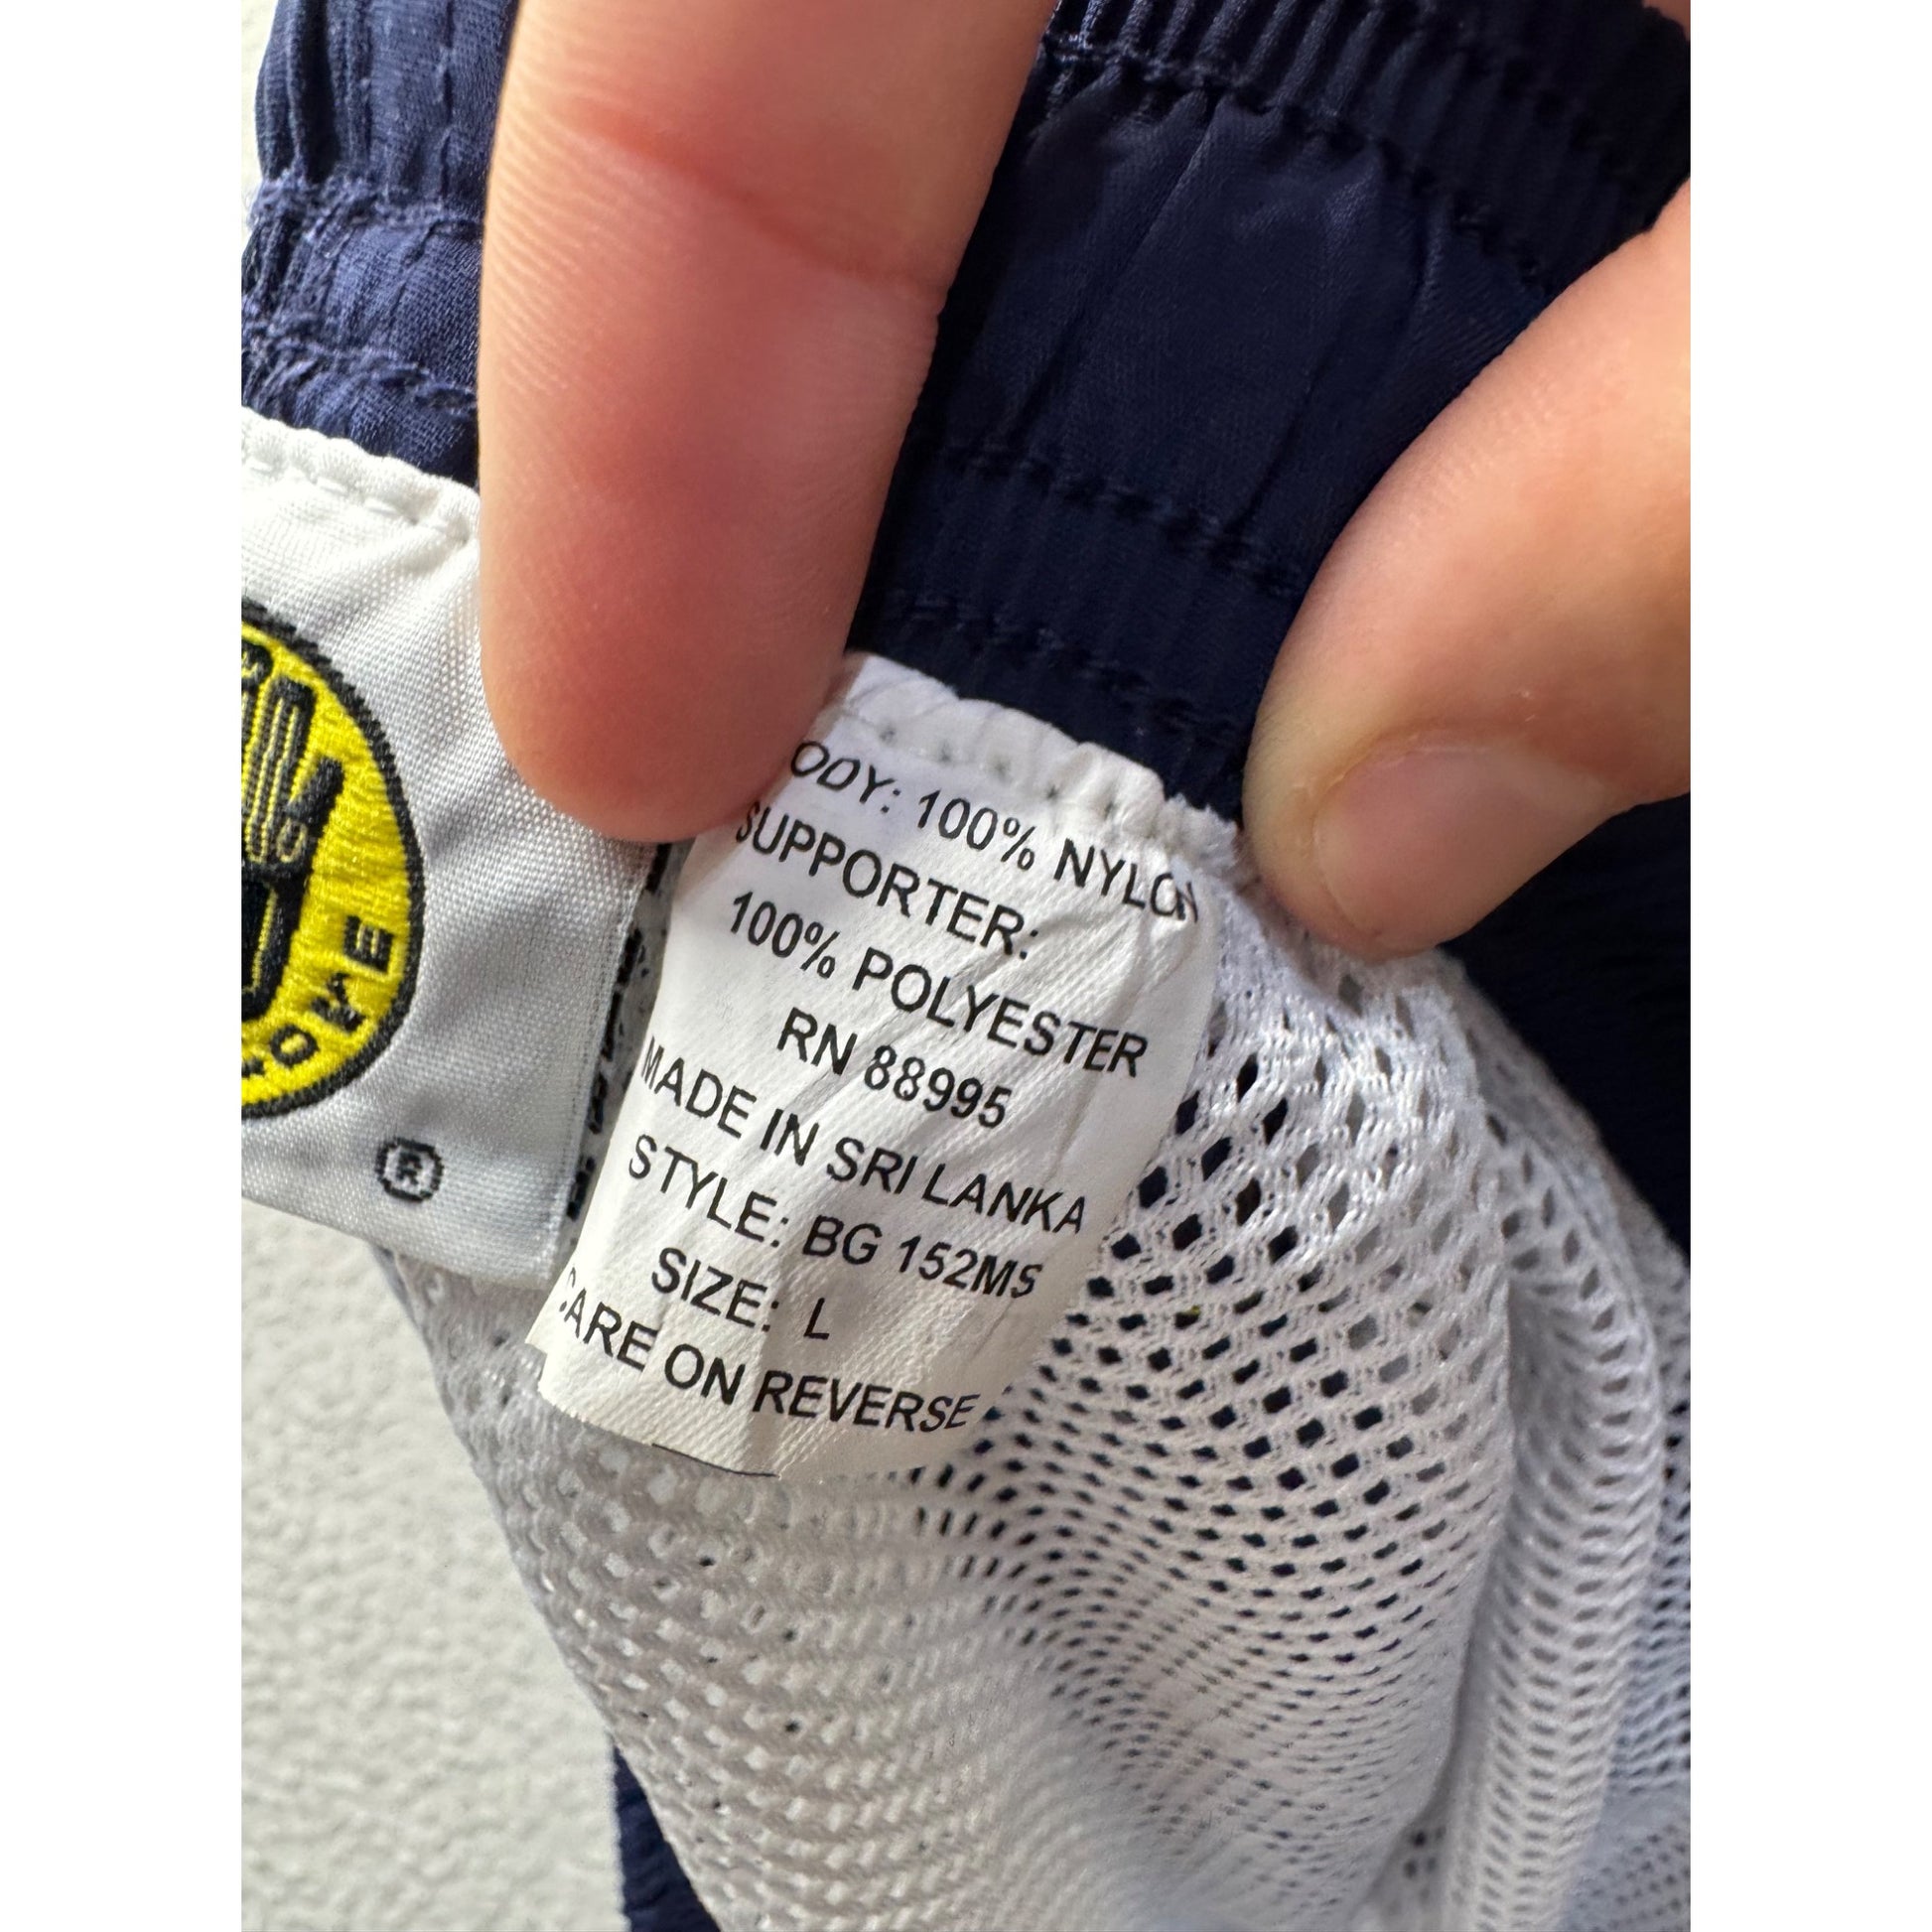 ODY: 100% NYLON
SUPPORTER:
100% POLYESTER
RN 88995
MADE IN SRI LANKA
STYLE: BG 152MS
SIZE: L
CARE ON REVERSE
®